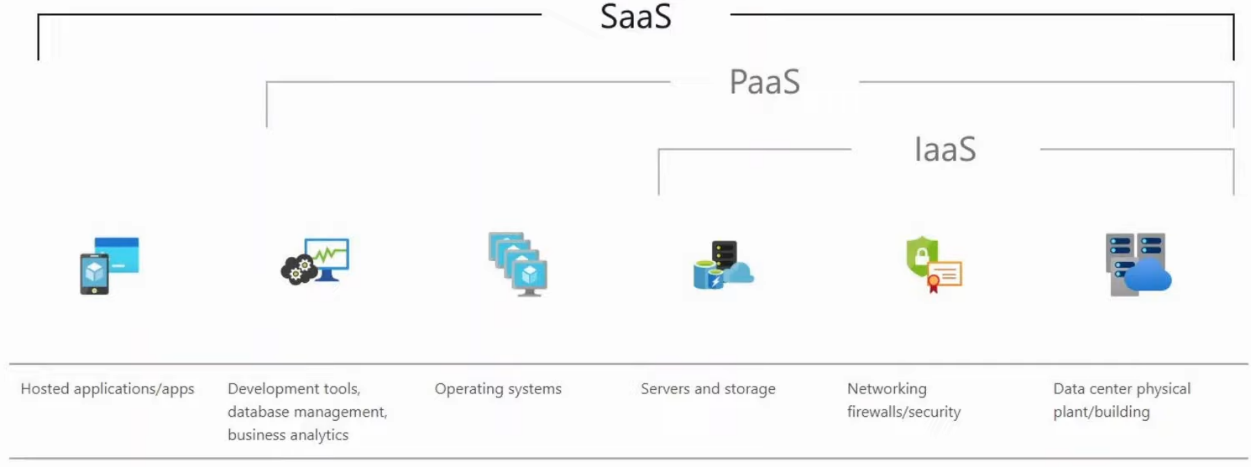 SaaS
PaaS
IaaS
Hosted applications/apps
Development tools,
database management,
business analytics
Operating systems
Servers and storage
Networking
firewalls/security
Data center physical
plant/building